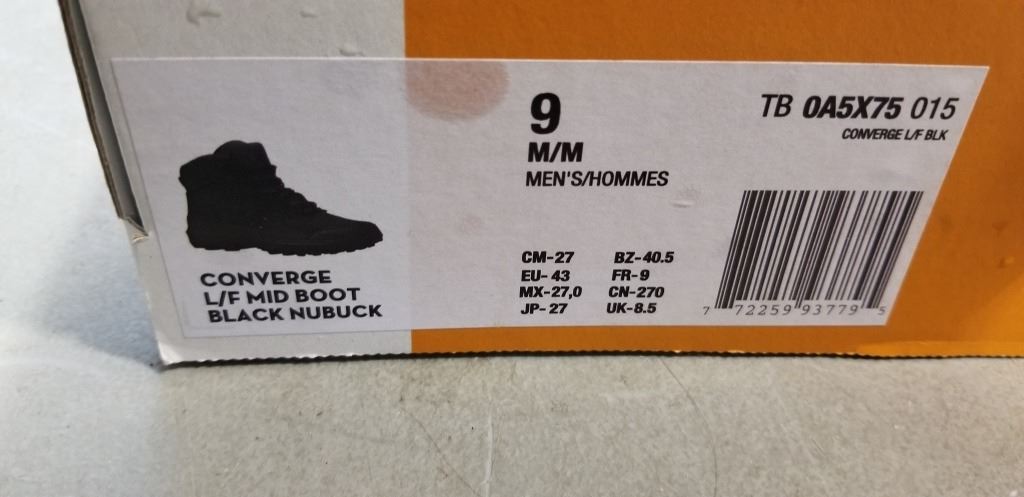 9
M/M
MEN'S/HOMMES
TB 0A5X75 015
CONVERGE L/F BLK
CONVERGE
L/F MID BOOT
BLACK NUBUCK
CM-27 BZ-40.5
EU-43 FR-9
MX-27,0 CN-270
JP-27 UK-8.5
7 72259 93779 5